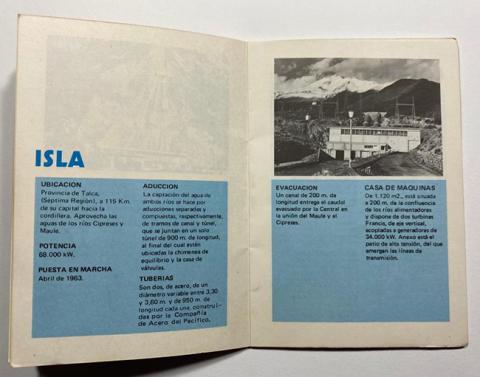 ISLA
UBICACION
Provincia de Talca,
(Septima Región), a 115 Km.
de su capital hacia la
cordillera. Aprovecha las
aguas de los ríos Cipreses y
Maule.
POTENCIA
68.000 kW.
PUESTA EN MARCHA
Abril de 1963.
ADUCCION
La captación del agua de
ambos ríos se hace por
aducciones separadas y
compuestas, respectivamente,
de tramos de canal y túnel,
que se juntan en un solo
túnel de 900 m. de longitud,
al final del cual están
ubicadas la chimenea de
equilibrio y la casa de
válvulas.
TUBERIAS
Son dos, de acero, de un
diámetro variable entre 3,30
y 3,60 m. y de 950 m. de
longitud cada una, construi-
das por la Compañía
de Acero del Pacífico.
EVACUACION
Un canal de 200 m. de
longitud entrega el caudal
evacuado por la Central en
la unión del Maule y el
Cipreses.
CASA DE MAQUINAS
De 1.120 m2., está situada
a 200 m. de la confluencia
de los ríos alimentadores
y dispone de dos turbinas
Francis, de eje vertical,
acopladas a generadores de
34.000 kW. Anexo está el
patio de alta tensión, del que
emergen las líneas de
transmisión.